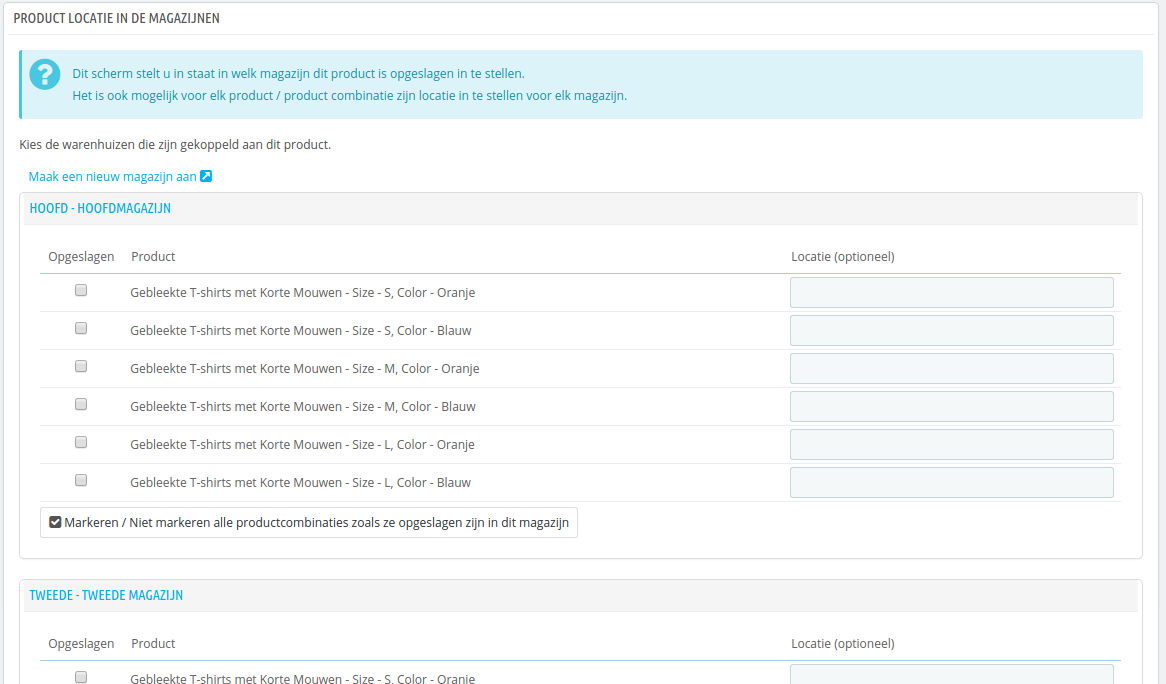 PRODUCT LOCATIE IN DE MAGAZIJNEN
?
Dit scherm stelt u in staat in welk magazijn dit product is opgeslagen in te stellen.
Het is ook mogelijk voor elk product / product combinatie zijn locatie in te stellen voor elk magazijn.
Kies de warenhuizen die zijn gekoppeld aan dit product.
Maak een nieuw magazijn aan
HOOFD - HOOFDMAGAZIJN
Opgeslagen Product Locatie (optioneel)
Gebleekte T-shirts met Korte Mouwen - Size - S, Color - Oranje
Gebleekte T-shirts met Korte Mouwen - Size - S, Color - Blauw
Gebleekte T-shirts met Korte Mouwen - Size - M, Color - Oranje
Gebleekte T-shirts met Korte Mouwen - Size - M, Color - Blauw
Gebleekte T-shirts met Korte Mouwen - Size - L, Color - Oranje
Gebleekte T-shirts met Korte Mouwen - Size - L, Color - Blauw
Markeren / Niet markeren alle productcombinaties zoals ze opgeslagen zijn in dit magazijn
TWEEDE - TWEEDE MAGAZIJN
Opgeslagen Product Locatie (optioneel)
Gebleekte T-shirts met Korte Mouwen - Size - S, Color - Oranje